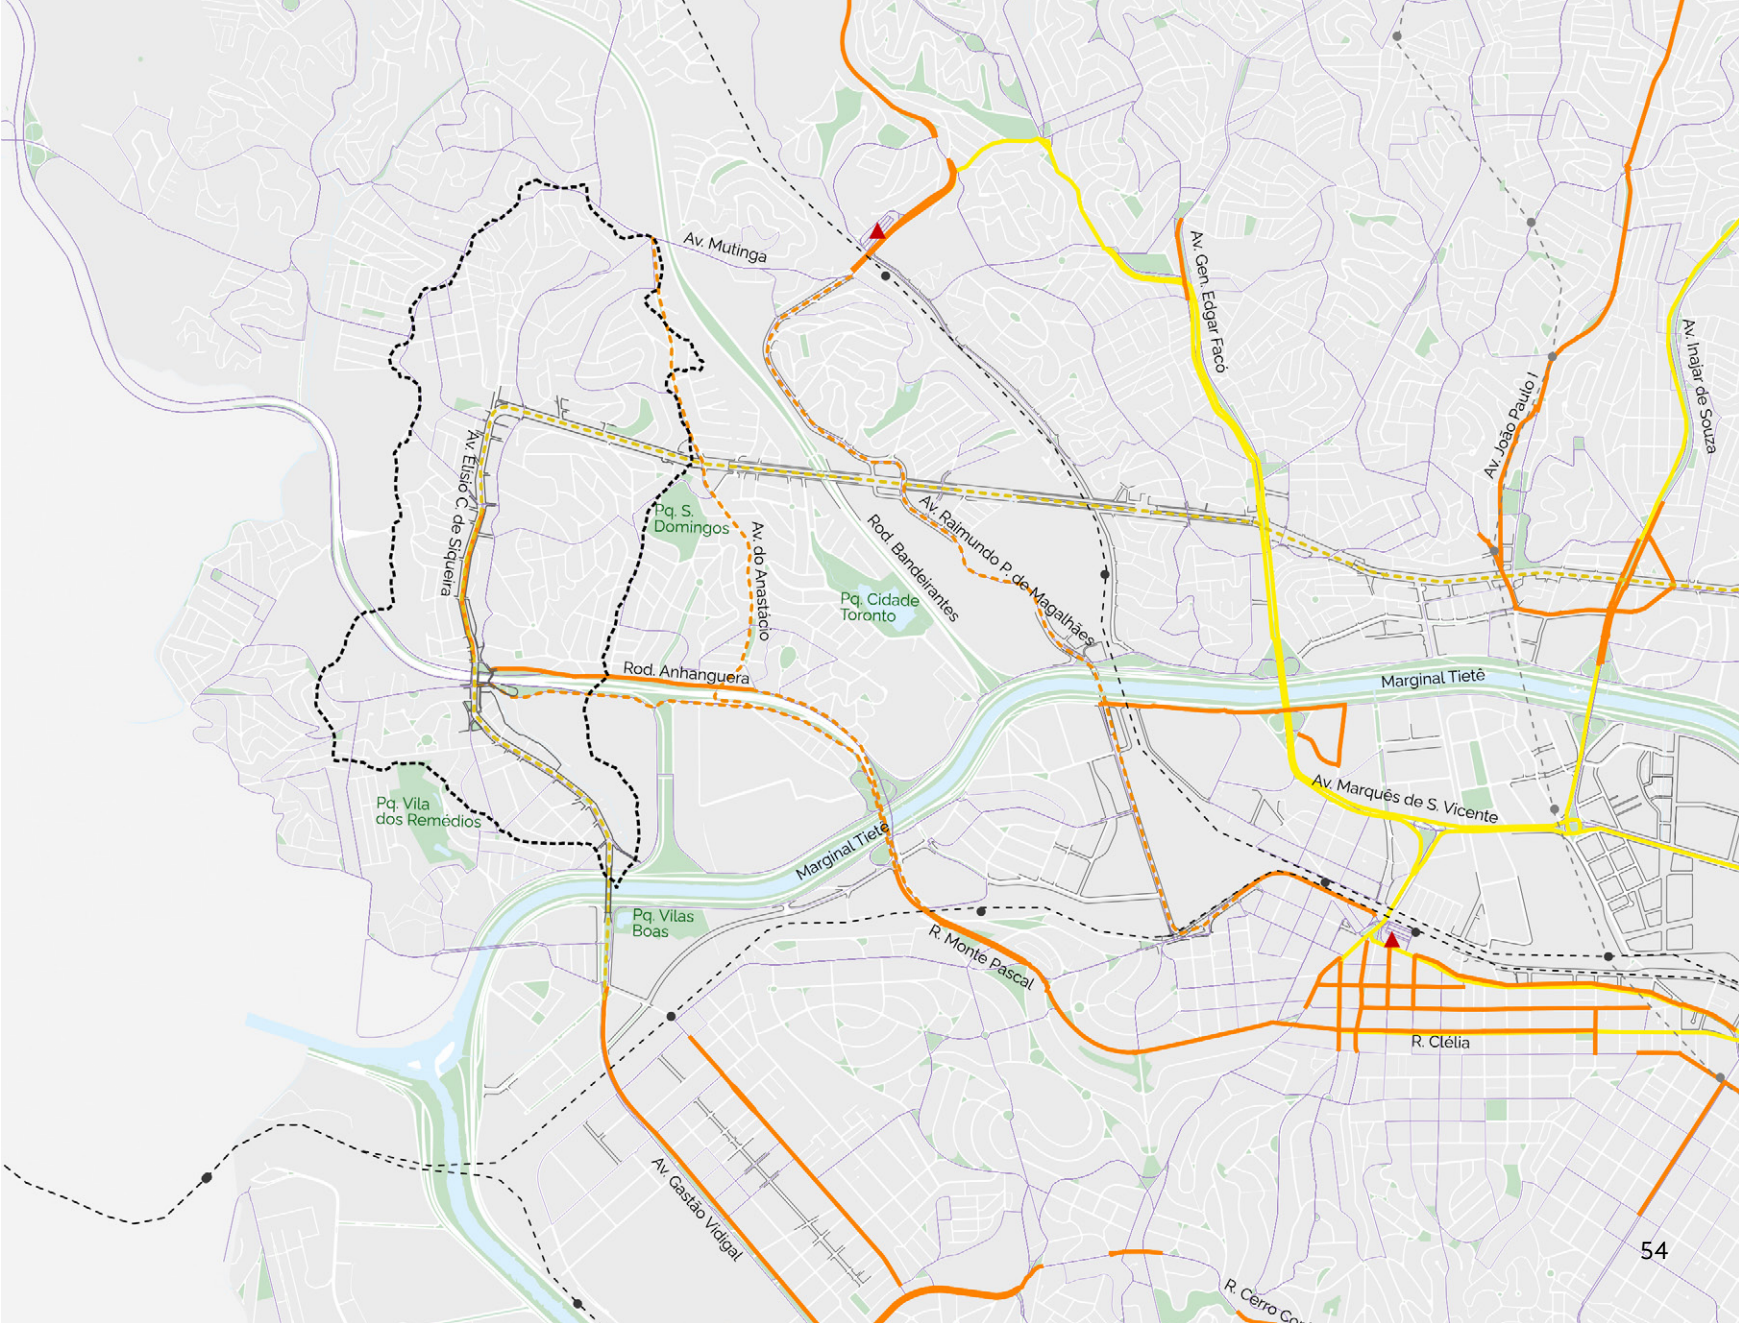 Av. Mutinga
Av. Gen. Edgar Facó
Av. Inajar de Souza
Av. João Paulo I
Av. Elísio C. de Siqueira
Pq. S.
Domingos
Av. do Anastácio
Rod. Bandeirantes
Av. Raimundo P. de Magalhães
Pq. Cidade
Toronto
Rod. Anhanguera
Marginal Tietê
Av. Marquês de S. Vicente
Pq. Vila
dos Remédios
Marginal Tietê
Pq. Vilas
Boas
R. Monte Pascal
R. Clélia
Av. Gastão Vidigal
54
R. Cerro